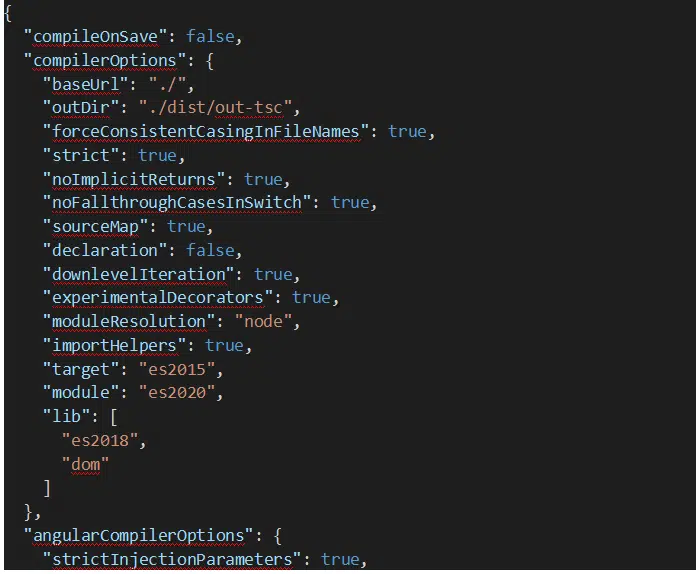 {
"compileOnSave": false,
"compilerOptions": {
"baseUrl": "./",
"outDir": "./dist/out-tsc",
"forceConsistentCasingInFileNames": true,
"strict": true,
"noImplicitReturns": true,
"noFallthroughCasesInSwitch": true,
"sourceMap": true,
"declaration": false,
"downlevelIteration": true,
"experimentalDecorators": true,
"moduleResolution": "node",
"importHelpers": true,
"target": "es2015",
"module": "es2020",
"lib": [
"es2018",
"dom"
]
},
"angularCompilerOptions": {
"strictInjectionParameters": true,